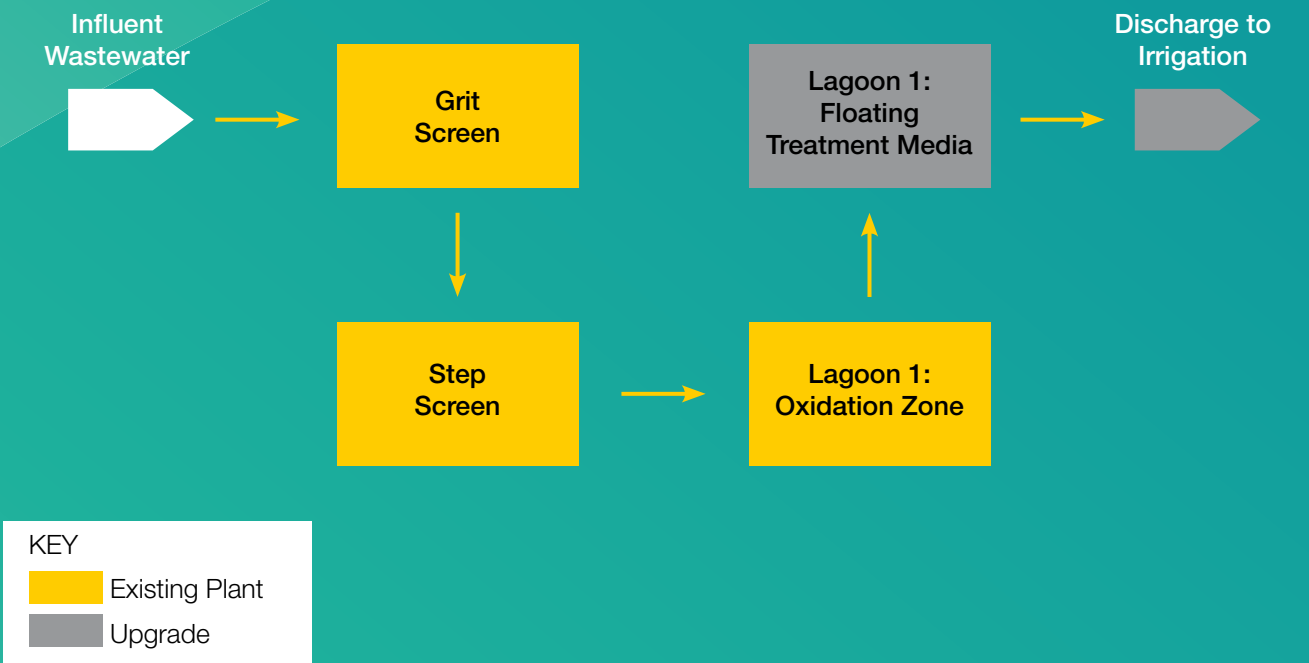 Influent
Wastewater
Grit
Screen
Step
Screen
Lagoon 1:
Oxidation Zone
Lagoon 1:
Floating
Treatment Media
Discharge to
Irrigation
KEY
Existing Plant
Upgrade